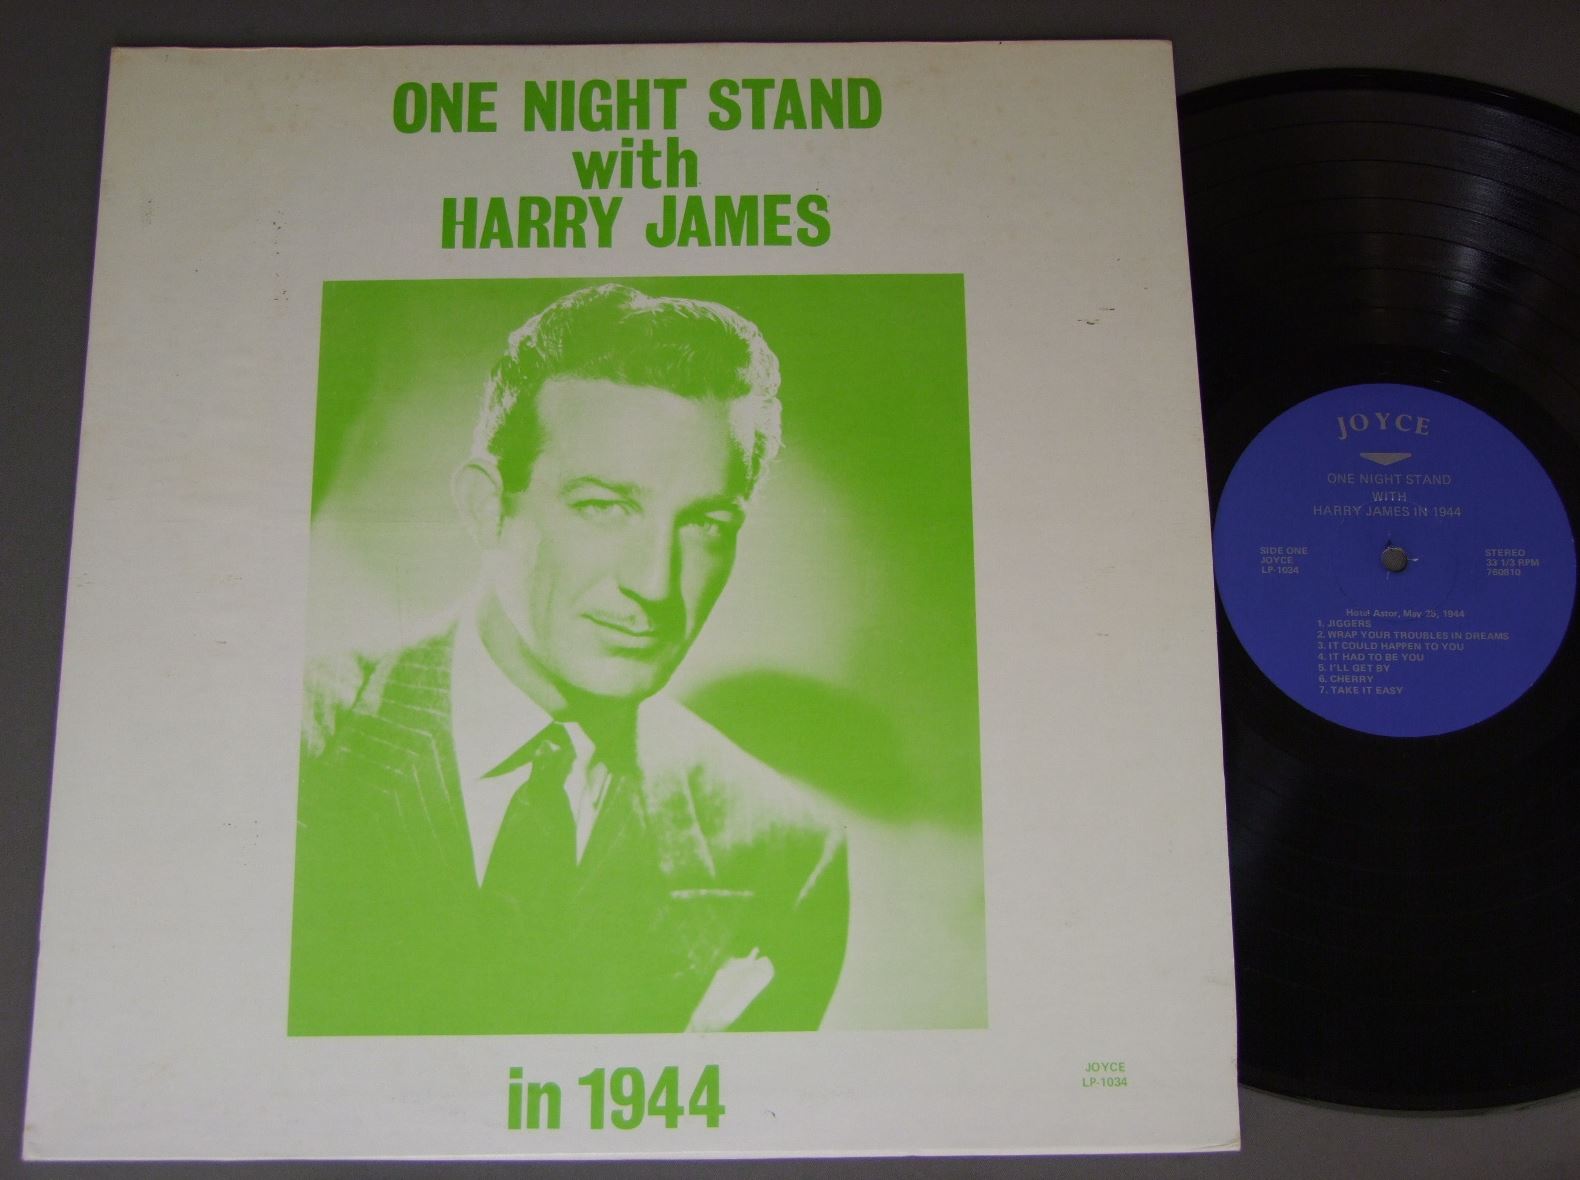 ONE NIGHT STAND
with
HARRY JAMES
in 1944
JOYCE
LP-1034
JOYCE
ONE NIGHT STAND
WITH
HARRY JAMES IN 1944
SIDE ONE
JOYCE
LP-1034
STEREO
33 1/3 RPM
760810
Hotel Astor, May 25, 1944
1. JIGGERS
2. WRAP YOUR TROUBLES IN DREAMS
3. IT COULD HAPPEN TO YOU
4. IT HAD TO BE YOU
5. I'LL GET BY
6. CHERRY
7. TAKE IT EASY